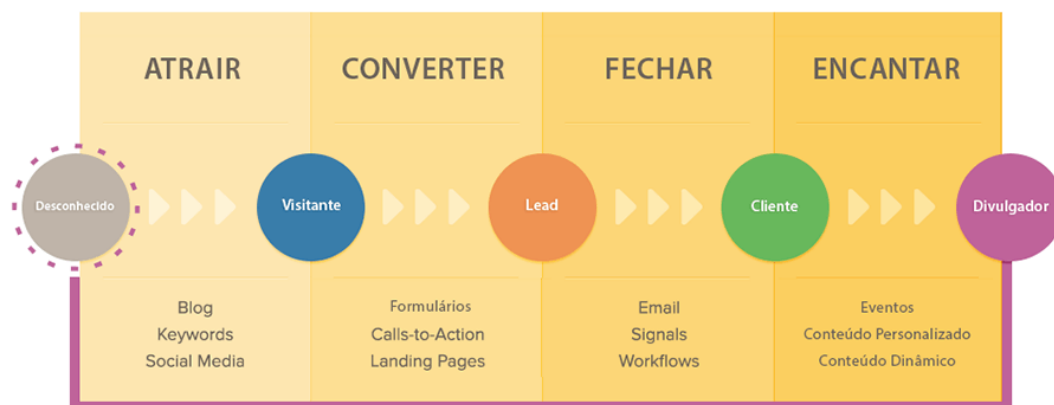 ATRAIR
CONVERTER
FECHAR
ENCANTAR
Desconhecido
Visitante
Lead
Cliente
Divulgador
Blog
Keywords
Social Media
Formulários
Calls-to-Action
Landing Pages
Email
Signals
Workflows
Eventos
Conteúdo Personalizado
Conteúdo Dinâmico